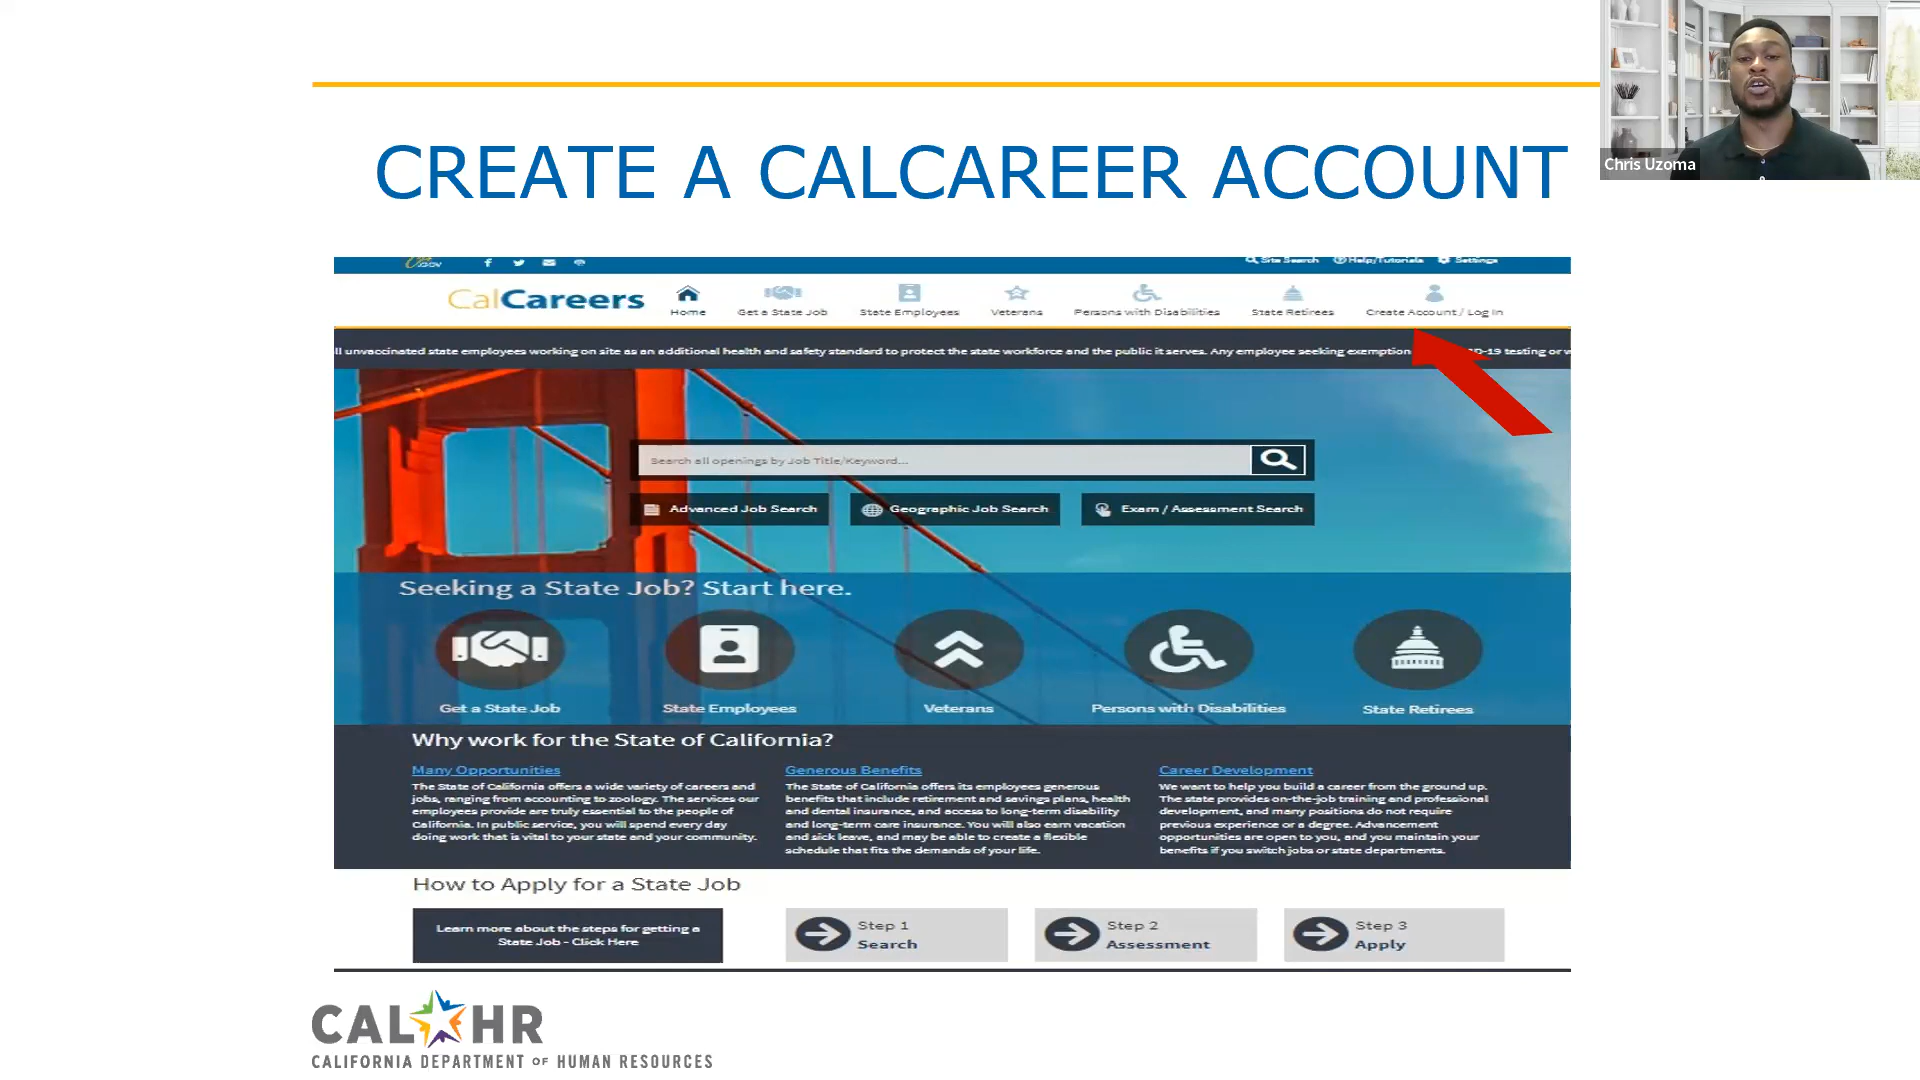 Chris Uzoma
CREATE A CALCAREER ACCOUNT
.GOV
Site Search Help/Tutorials Settings
CalCareers
Home Get a State Job State Employees Veterans Persons with Disabilities State Retirees Create Account / Log In
ll unvaccinated state employees working on site as an additional health and safety standard to protect the state workforce and the public it serves. Any employee seeking exemption D-19 testing or w
Search all openings by Job Title/Keyword...
Advanced Job Search Geographic Job Search Exam / Assessment Search
Seeking a State Job? Start here.
Get a State Job State Employees Veterans Persons with Disabilities State Retirees
Why work for the State of California?
Many Opportunities
The State of California offers a wide variety of careers and
jobs, ranging from accounting to zoology. The services our
employees provide are truly essential to the people of
California. In public service, you will spend every day
doing work that is vital to your state and your community.
Generous Benefits
The State of California offers its employees generous
benefits that include retirement and savings plans, health
and dental insurance, and access to long-term disability
and long-term care insurance. You will also earn vacation
and sick leave, and may be able to create a flexible
schedule that fits the demands of your life.
Career Development
We want to help you build a career from the ground up.
The state provides on-the-job training and professional
development, and many positions do not require
previous experience or a degree. Advancement
opportunities are open to you, and you maintain your
benefits if you switch jobs or state departments.
How to Apply for a State Job
Learn more about the steps for getting a
State Job - Click Here
Step 1
Search
Step 2
Assessment
Step 3
Apply
CALHR
CALIFORNIA DEPARTMENT OF HUMAN RESOURCES